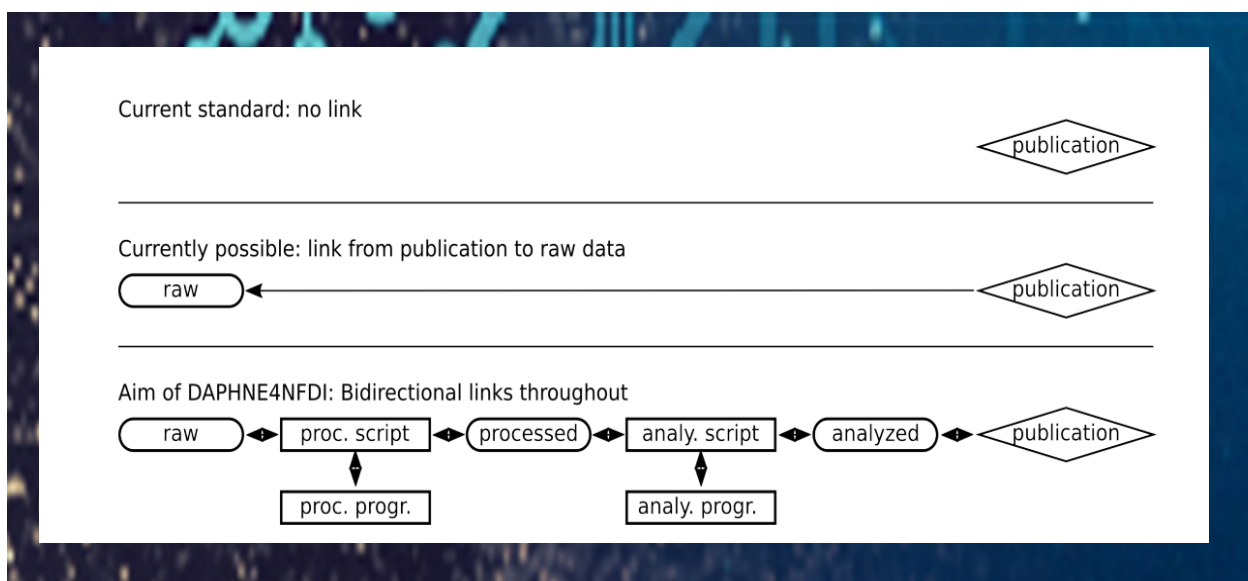 Current standard: no link
publication
Currently possible: link from publication to raw data
raw
publication
Aim of DAPHNE4NFDI: Bidirectional links throughout
raw
proc. script
processed
analy. script
analyzed
publication
proc. progr.
analy. progr.